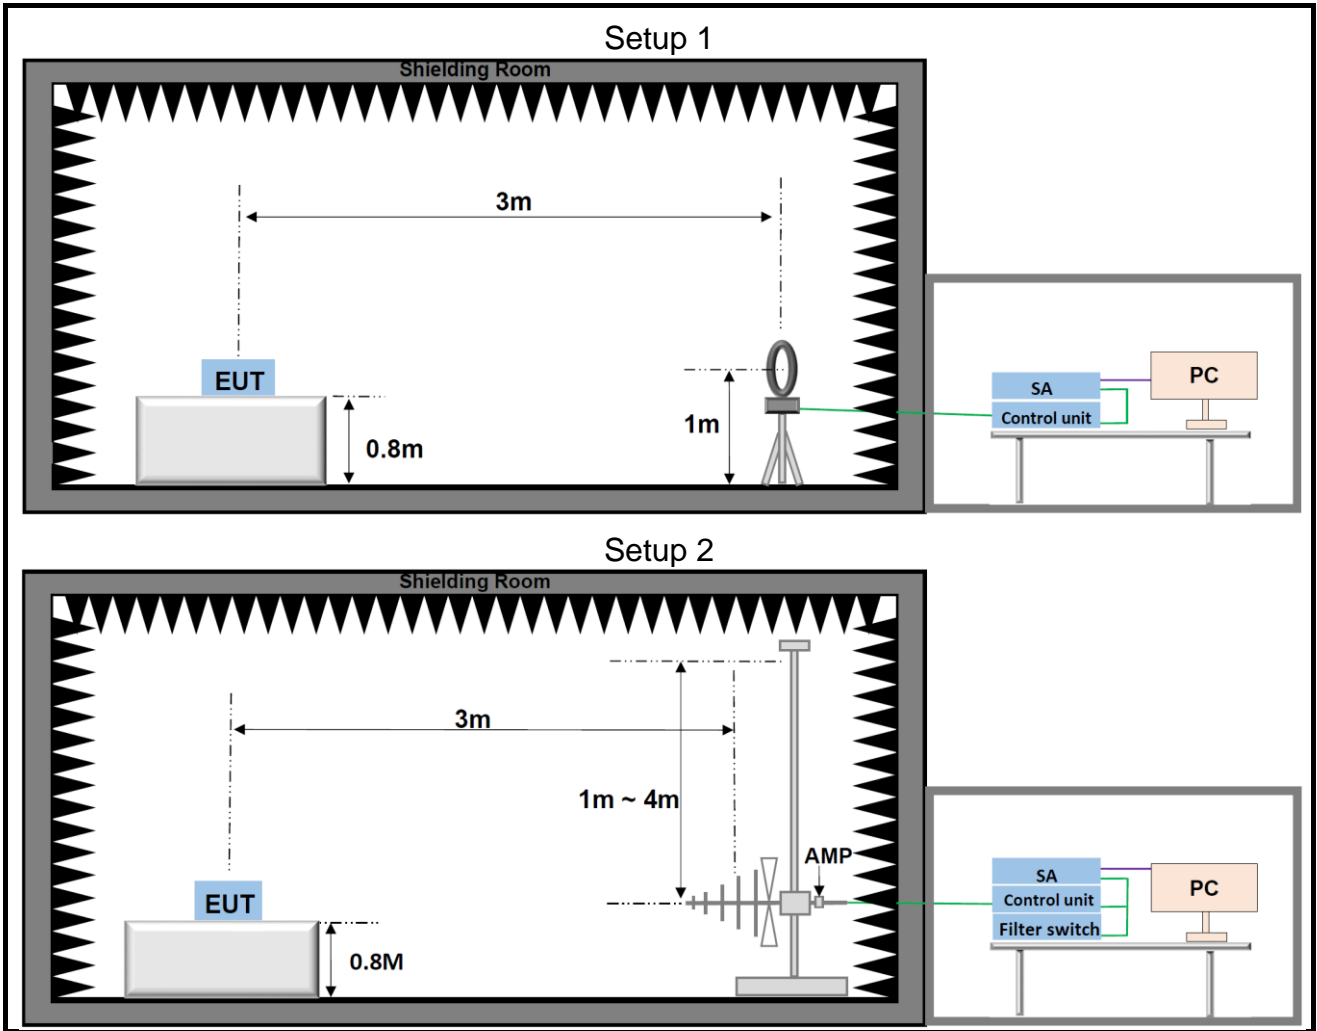 Setup 1
Shielding Room
3m
EUT
0.8m
1m
SA
Control unit
PC
Setup 2
Shielding Room
3m
1m ~ 4m
AMP
EUT
0.8M
SA
Control unit
Filter switch
PC